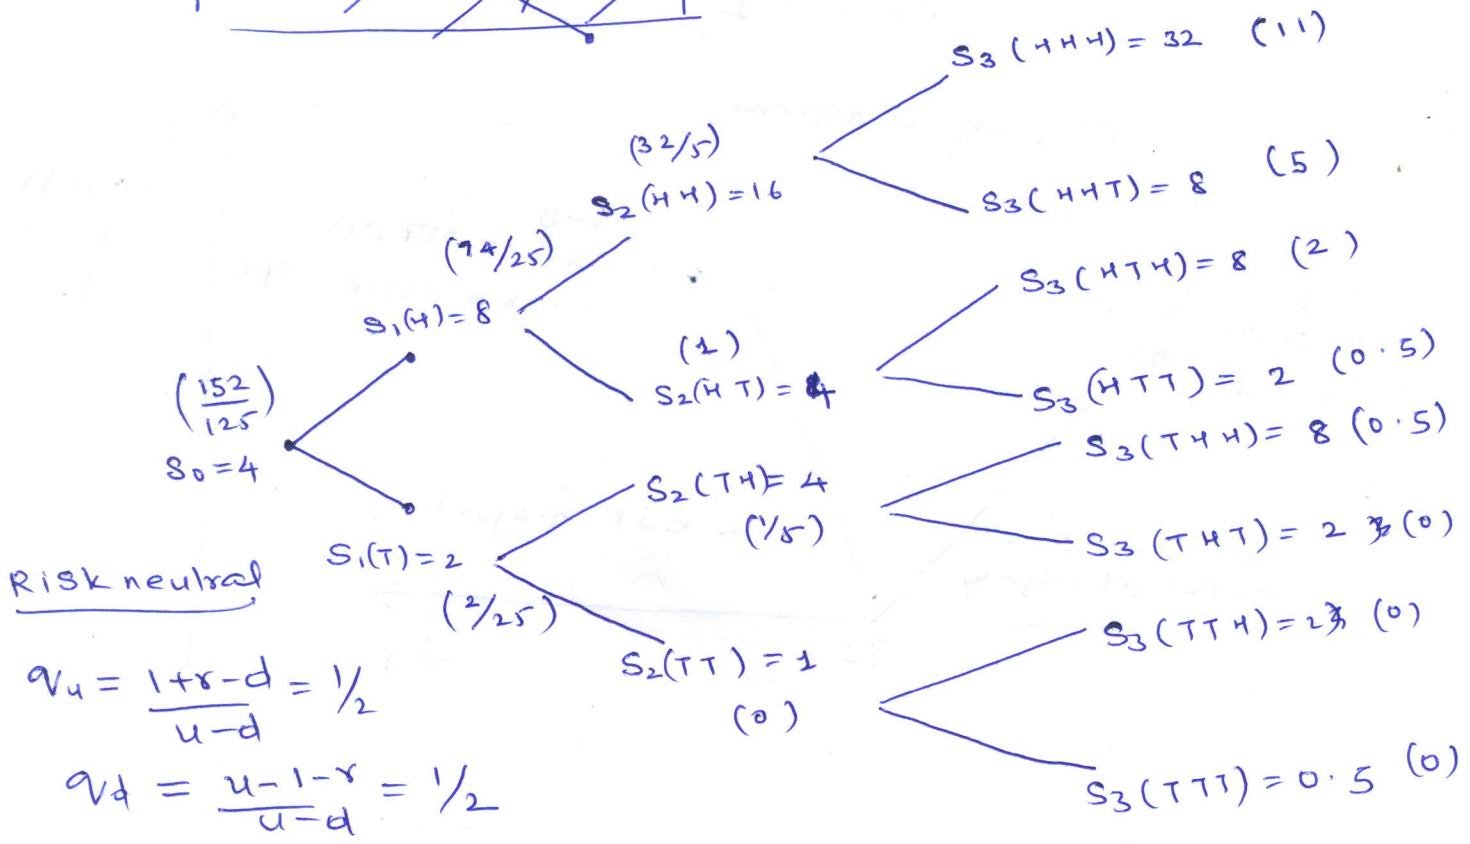 S3 (HHH) = 32 (11)
(32/5)
S2 (HH) = 16
S3 (HHT) = 8 (5)
(74/25)
S1(H) = 8
S3 (HTH) = 8 (2)
(1)
S2(HT) = 4
S3 (HTT) = 2 (0.5)
(152/125)
S0 = 4
S3 (THH) = 8 (0.5)
S2 (TH) = 4
(1/5)
S3 (THT) = 2 (0)
S1(T) = 2
(2/25)
Risk neutral
S3 (TTH) = 2 (0)
S2(TT) = 1
(0)
qu = 1+r-d / u-d = 1/2
S3 (TTT) = 0.5 (0)
qd = u-1-r / u-d = 1/2